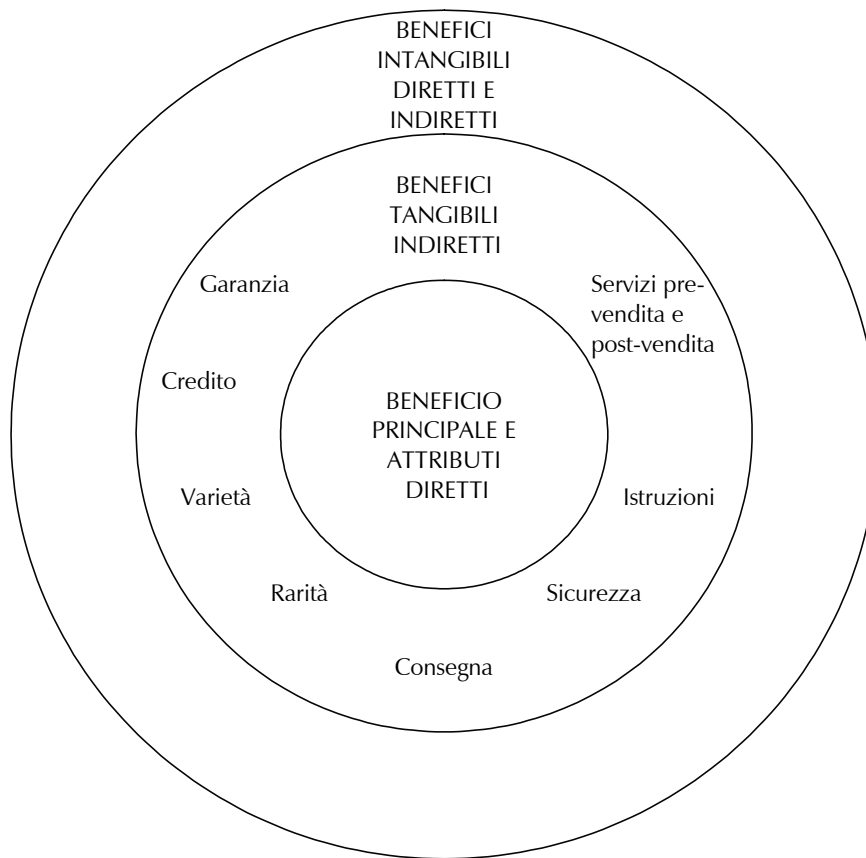 BENEFICI
INTANGIBILI
DIRETTI E
INDIRETTI
BENEFICI
TANGIBILI
INDIRETTI
Garanzia
Servizi pre-
vendita e
post-vendita
Credito
BENEFICIO
PRINCIPALE E
ATTRIBUTI
DIRETTI
Varietà
Istruzioni
Rarità
Sicurezza
Consegna